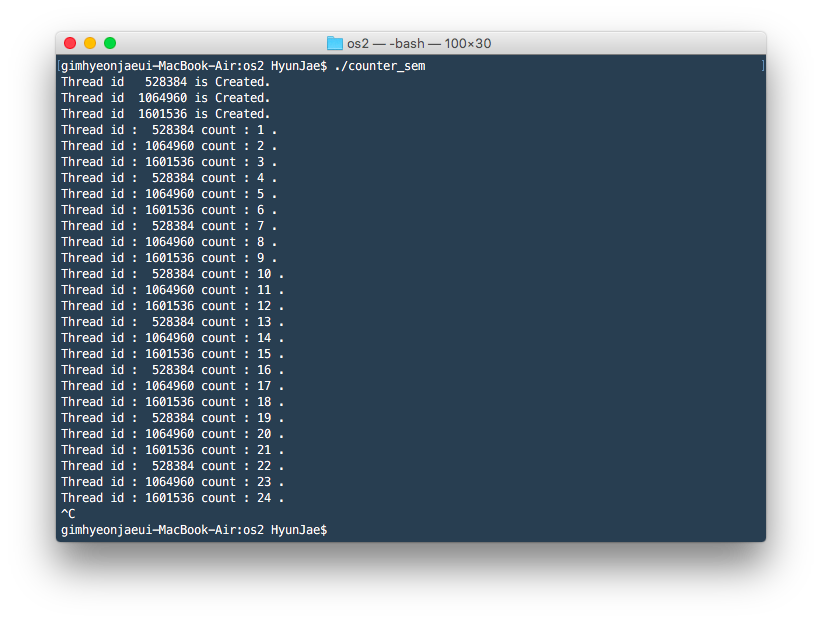 os2 — -bash — 100×30
gimhyeonjaeui-MacBook-Air:os2 HyunJae$ ./counter_sem
Thread id   528384 is Created.
Thread id  1064960 is Created.
Thread id  1601536 is Created.
Thread id :  528384 count : 1 .
Thread id : 1064960 count : 2 .
Thread id : 1601536 count : 3 .
Thread id :  528384 count : 4 .
Thread id : 1064960 count : 5 .
Thread id : 1601536 count : 6 .
Thread id :  528384 count : 7 .
Thread id : 1064960 count : 8 .
Thread id : 1601536 count : 9 .
Thread id :  528384 count : 10 .
Thread id : 1064960 count : 11 .
Thread id : 1601536 count : 12 .
Thread id :  528384 count : 13 .
Thread id : 1064960 count : 14 .
Thread id : 1601536 count : 15 .
Thread id :  528384 count : 16 .
Thread id : 1064960 count : 17 .
Thread id : 1601536 count : 18 .
Thread id :  528384 count : 19 .
Thread id : 1064960 count : 20 .
Thread id : 1601536 count : 21 .
Thread id :  528384 count : 22 .
Thread id : 1064960 count : 23 .
Thread id : 1601536 count : 24 .
^C
gimhyeonjaeui-MacBook-Air:os2 HyunJae$